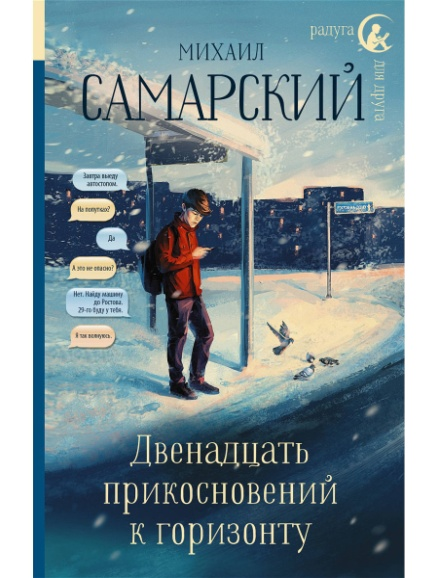 радуга
для друга
МИХАИЛ
САМАРСКИЙ
Завтра выеду
автостопом.
На попутках?
Да
А это не опасно?
Нет. Найду машину
до Ростова.
29-го буду у тебя.
Я так волнуюсь.
Двенадцать
прикосновений
к горизонту